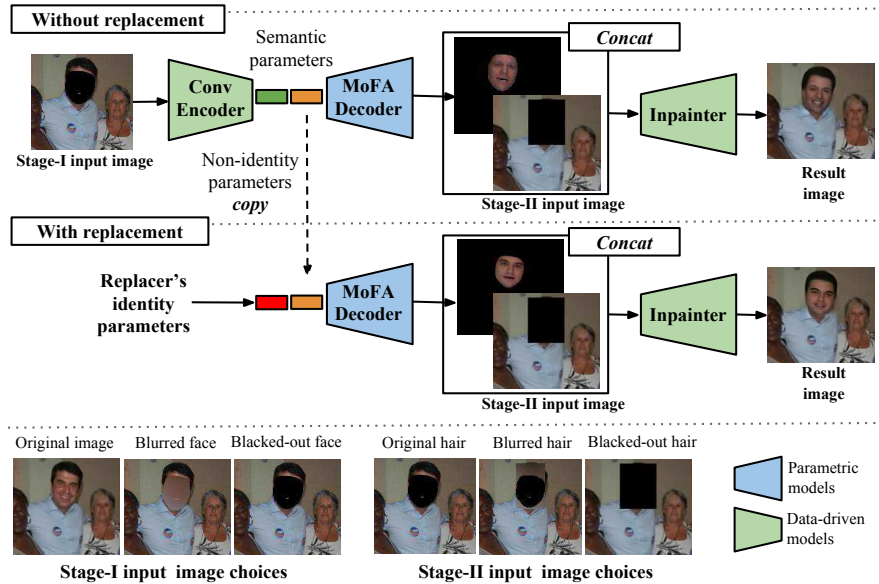 Without replacement
Semantic
parameters
Concat
Conv
Encoder
MoFA
Decoder
Inpainter
Stage-I input image
Non-identity
parameters
copy
Stage-II input image
Result
image
With replacement
Concat
Replacer's
identity
parameters
MoFA
Decoder
Inpainter
Stage-II input image
Result
image
Original image
Blurred face
Blacked-out face
Original hair
Blurred hair
Blacked-out hair
Parametric
models
Data-driven
models
Stage-I input image choices
Stage-II input image choices